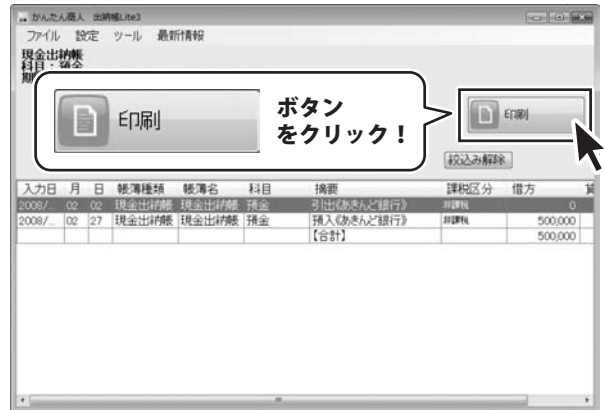 かんたん商人 出納帳Lite3
ファイル 設定 ツール 最新情報
現金出納帳
科目:預金
印刷
ボタン
をクリック!
印刷
絞込み解除
入力日 月 日 帳簿種類 帳簿名 科目 摘要 課税区分 借方
2008/... 02 02 現金出納帳 現金出納帳 預金 引出《あきんど銀行》 非課税 0
2008/... 02 27 現金出納帳 現金出納帳 預金 預入《あきんど銀行》 非課税 500,000
【合計】 500,000